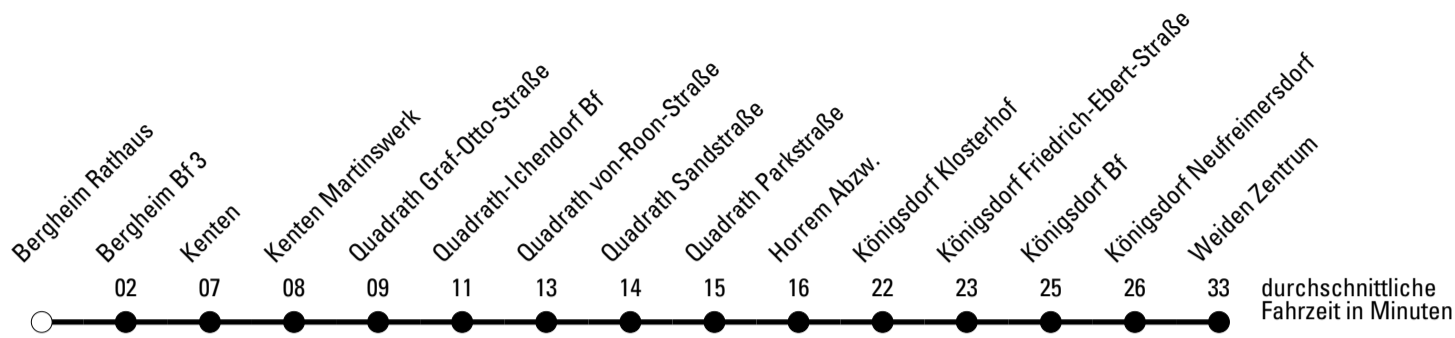 Bergheim Rathaus
Bergheim Bf 3
Kenten
Kenten Martinswerk
Quadrath Graf-Otto-Straße
Quadrath-Ichendorf Bf
Quadrath von-Roon-Straße
Quadrath Sandstraße
Quadrath Parkstraße
Horrem Abzw.
Königsdorf Klosterhof
Königsdorf Friedrich-Ebert-Straße
Königsdorf Bf
Königsdorf Neufreimersdorf
Weiden Zentrum
02 07 08 09 11 13 14 15 16 22 23 25 26 33
durchschnittliche
Fahrzeit in Minuten